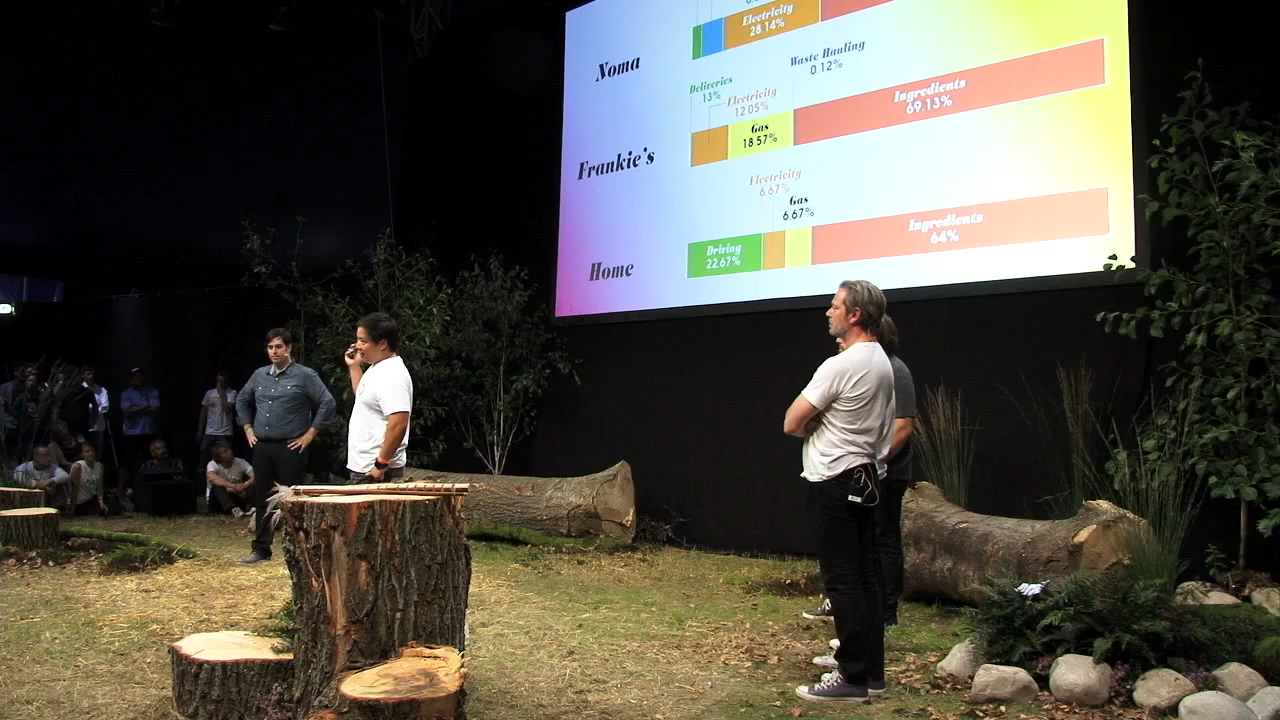 Electricity
28.14%
Noma
Waste Hauling
0.12%
Deliveries
13%
Electricity
12.05%
Ingredients
69.13%
Gas
18.57%
Frankie's
Electricity
6.67%
Gas
6.67%
Ingredients
64%
Driving
22.67%
Home